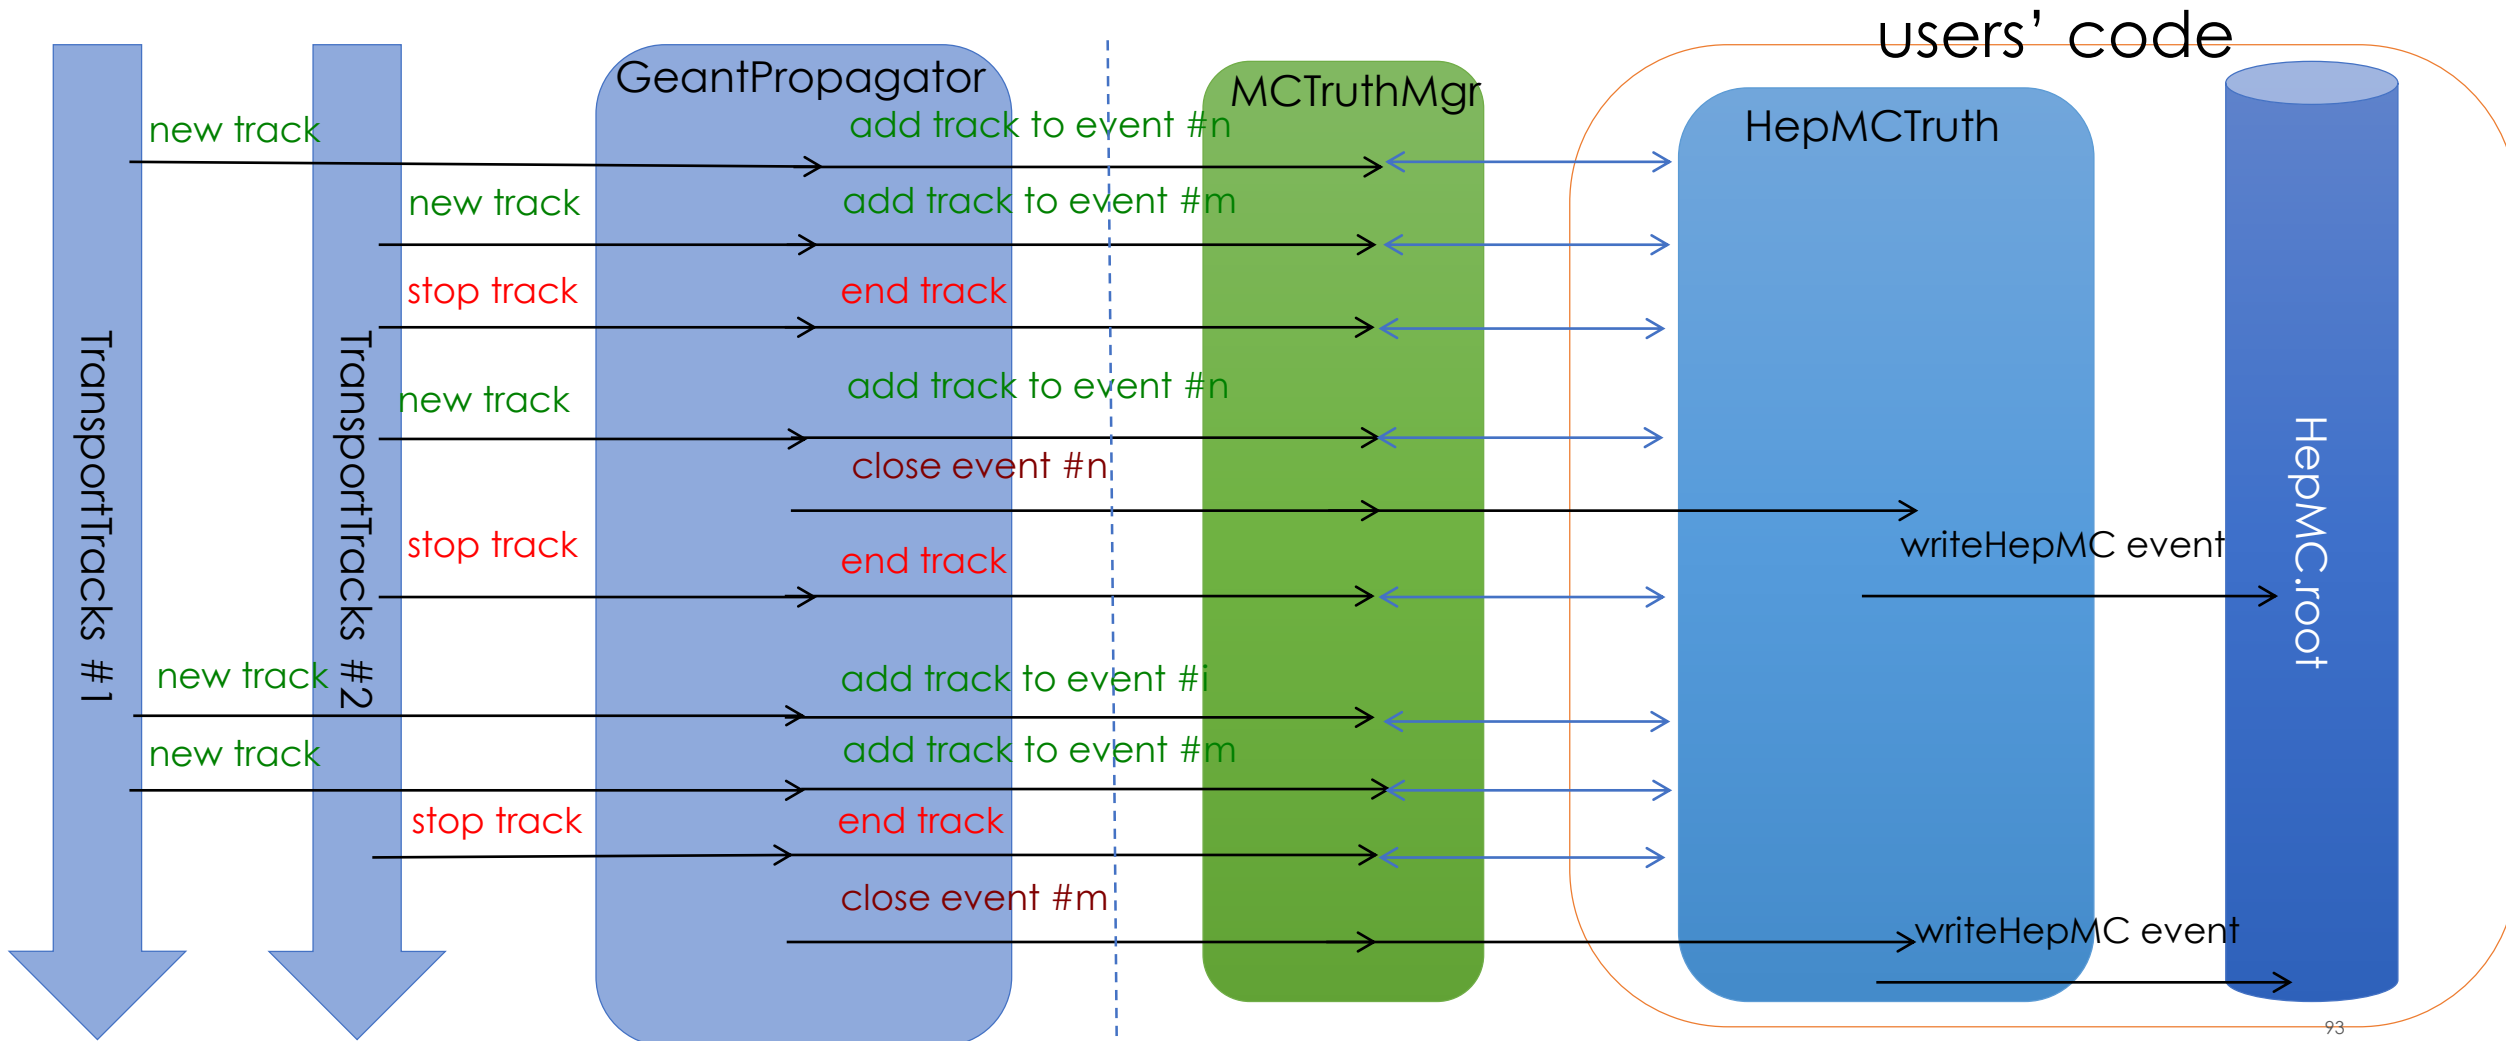 users' code
GeantPropagator
MCTruthMgr
HepMCTruth
new track
add track to event #n
new track
add track to event #m
stop track
end track
new track
add track to event #n
close event #n
stop track
end track
writeHepMC event
new track
add track to event #i
new track
add track to event #m
stop track
end track
close event #m
writeHepMC event
TransportTracks #1
TransportTracks #2
HepMC.root
93